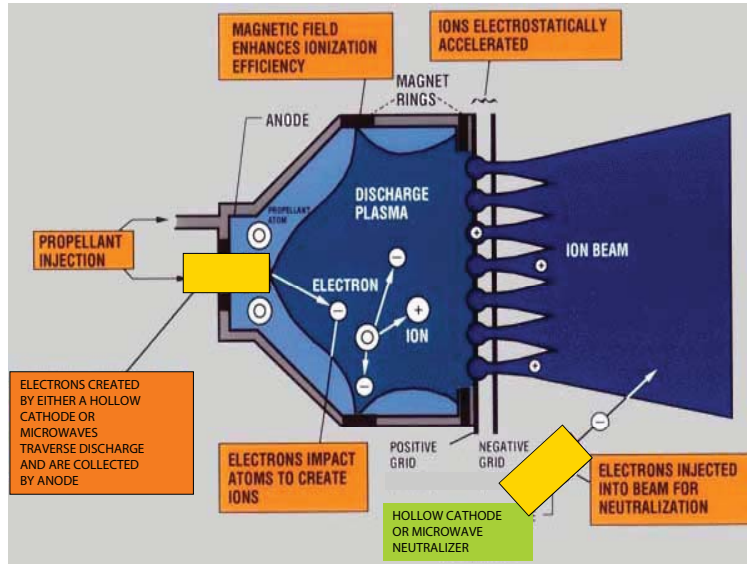 MAGNETIC FIELD
ENHANCES IONIZATION
EFFICIENCY
IONS ELECTROSTATICALLY
ACCELERATED
MAGNET
RINGS
ANODE
PROPELLANT
ATOM
DISCHARGE
PLASMA
PROPELLANT
INJECTION
ELECTRON
ION
ION BEAM
ELECTRONS CREATED
BY EITHER A HOLLOW
CATHODE OR
MICROWAVES
TRAVERSE DISCHARGE
AND ARE COLLECTED
BY ANODE
ELECTRONS IMPACT
ATOMS TO CREATE
IONS
POSITIVE
GRID
NEGATIVE
GRID
ELECTRONS INJECTED
INTO BEAM FOR
NEUTRALIZATION
HOLLOW CATHODE
OR MICROWAVE
NEUTRALIZER